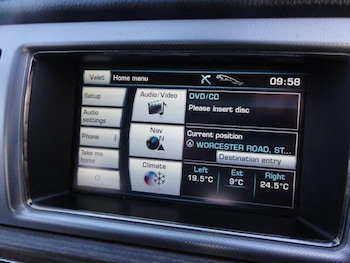 Valet Home menu 09:58
Setup
Audio settings
Phone
Take me home
Audio/Video
Nav
N
Climate
DVD/CD
Please insert disc
Current position
WORCESTER ROAD, ST...
Destination entry
Left Ext Right
19.5°C 9°C 24.5°C